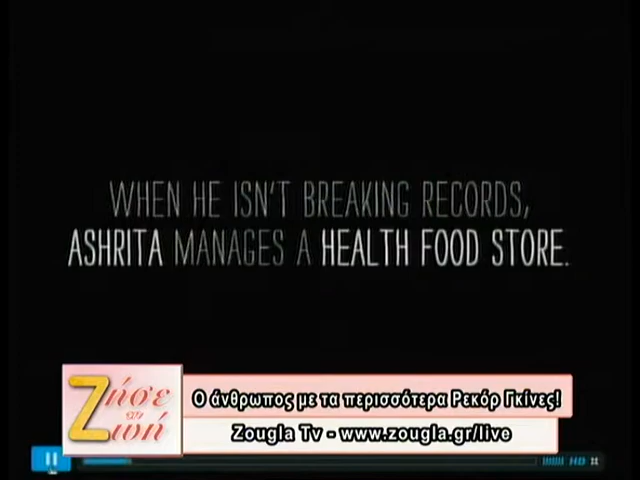 WHEN HE ISN'T BREAKING RECORDS,
ASHRITA MANAGES A HEALTH FOOD STORE.
Ζήσε
τη
Ζωή
Ο άνθρωπος με τα περισσότερα Ρεκόρ Γκίνες!
Zougla Tv - www.zougla.gr/live
HD